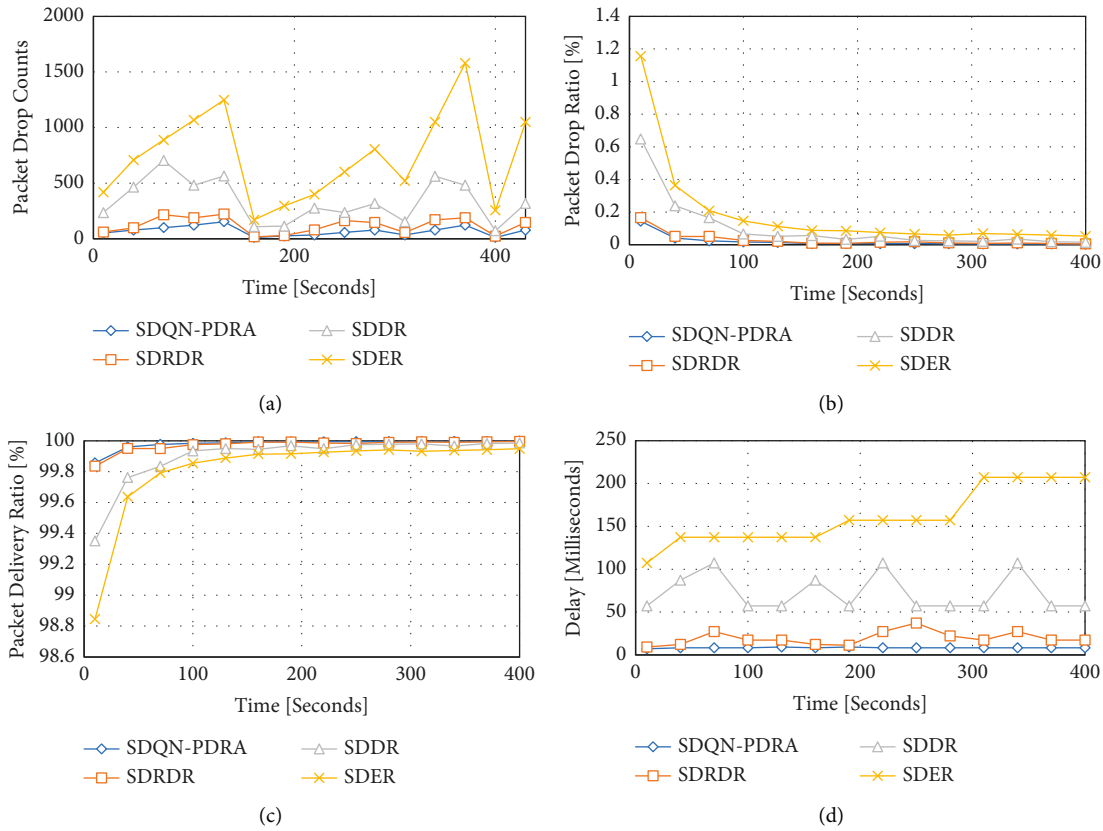 Packet Drop Counts
2000
1500
1000
500
0
0 200 400
Time [Seconds]
SDQN-PDRA SDDR
SDRDR SDER
(a)
Packet Drop Ratio [%]
1.4
1.2
1
0.8
0.6
0.4
0.2
0
0 100 200 300 400
Time [Seconds]
SDQN-PDRA SDDR
SDRDR SDER
(b)
Packet Delivery Ratio [%]
100
99.8
99.6
99.4
99.2
99
98.8
98.6
0 100 200 300 400
Time [Seconds]
SDQN-PDRA SDDR
SDRDR SDER
(c)
Delay [Milliseconds]
250
200
150
100
50
0
0 100 200 300 400
Time [Seconds]
SDQN-PDRA SDDR
SDRDR SDER
(d)